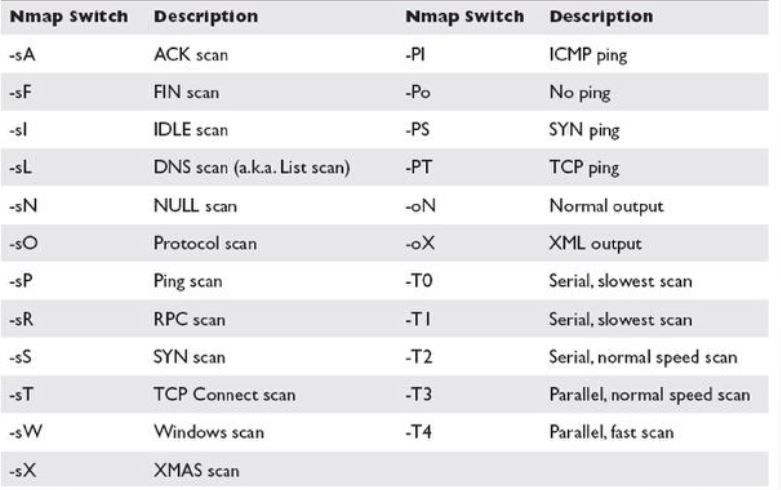 Nmap Switch Description Nmap Switch Description
-sA ACK scan -PI ICMP ping
-sF FIN scan -Po No ping
-sI IDLE scan -PS SYN ping
-sL DNS scan (a.k.a. List scan) -PT TCP ping
-sN NULL scan -oN Normal output
-sO Protocol scan -oX XML output
-sP Ping scan -T0 Serial, slowest scan
-sR RPC scan -T1 Serial, slowest scan
-sS SYN scan -T2 Serial, normal speed scan
-sT TCP Connect scan -T3 Parallel, normal speed scan
-sW Windows scan -T4 Parallel, fast scan
-sX XMAS scan